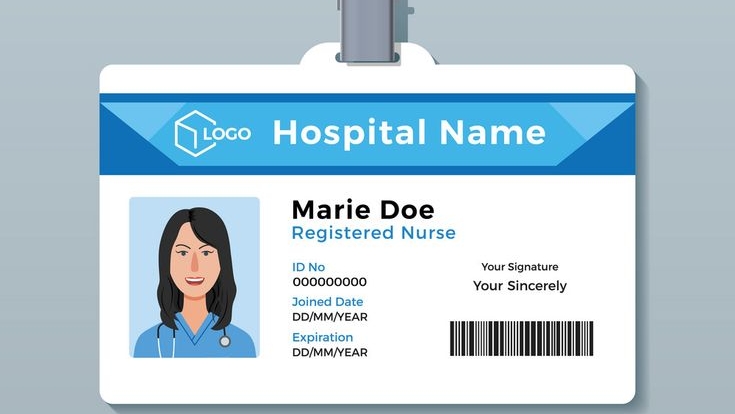 LOGO
Hospital Name
Marie Doe
Registered Nurse
ID No
000000000
Joined Date
DD/MM/YEAR
Expiration
DD/MM/YEAR
Your Signature
Your Sincerely